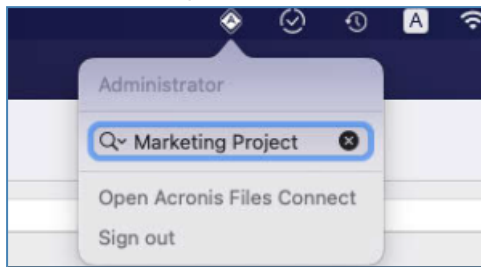 A
Administrator
Marketing Project
Open Acronis Files Connect
Sign out